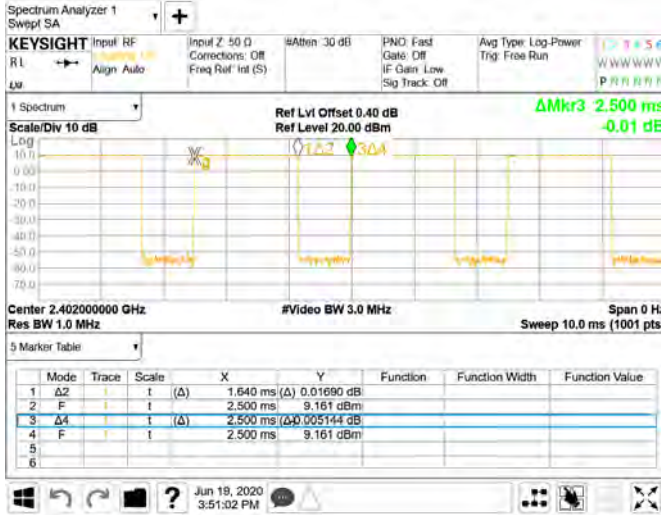 Spectrum Analyzer 1
Swept SA
+
KEYSIGHT Input: RF Input Z: 50 Ω #Atten: 30 dB PNO: Fast Avg Type: Log-Power
RL Align: Auto Corrections: Off Gate: Off Trig: Free Run
Freq Ref: Int (S) IF Gain: Low
Sig Track: Off
1 Spectrum
ΔMkr3 2.500 ms
Ref Lvl Offset 0.40 dB
Scale/Div 10 dB Ref Level 20.00 dBm -0.01 dB
Log
1Δ2 3Δ4
10.0
0.00
-10.0
-20.0
-30.0
-40.0
-50.0
-60.0
-70.0
Center 2.402000000 GHz #Video BW 3.0 MHz Span 0 Hz
Res BW 1.0 MHz Sweep 10.0 ms (1001 pts
5 Marker Table
Mode Trace Scale X Y Function Function Width Function Value
1 Δ2 1 t (Δ) 1.640 ms (Δ) 0.01690 dB
2 F 1 t 2.500 ms 9.161 dBm
3 Δ4 1 t (Δ) 2.500 ms (Δ) -0.005144 dB
4 F 1 t 2.500 ms 9.161 dBm
5
6
? Jun 19, 2020
3:51:02 PM